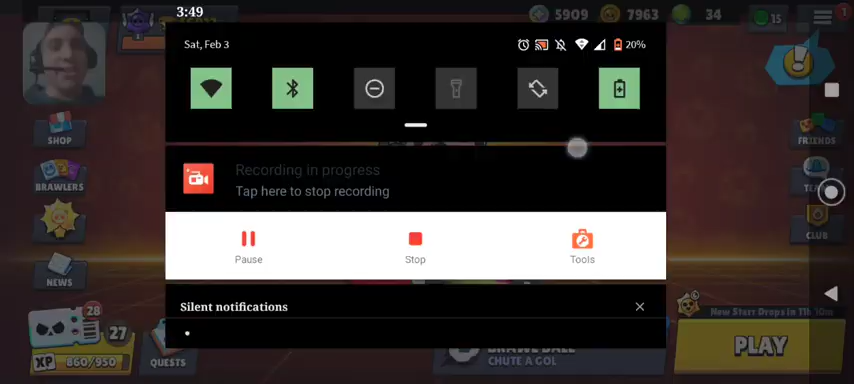 3:49
5909
7963
34
15
1
Sat, Feb 3
20%
SHOP
FRIENDS
Recording in progress
Tap here to stop recording
BRAWLERS
CLUB
Pause
Stop
Tools
NEWS
Silent notifications
New Starr Drops in 11h 10m
28
27
XP 860/950
QUESTS
BRAWL BALL
CHUTE A GOL
PLAY